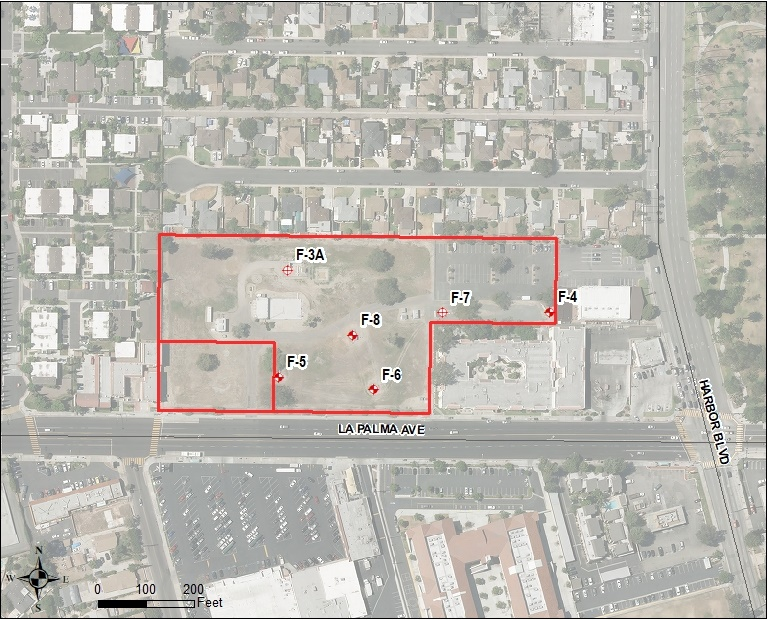 F-3A
F-7
F-4
F-8
F-5
F-6
LA PALMA AVE
HARBOR BLVD
N
W
E
S
0
100
200
Feet